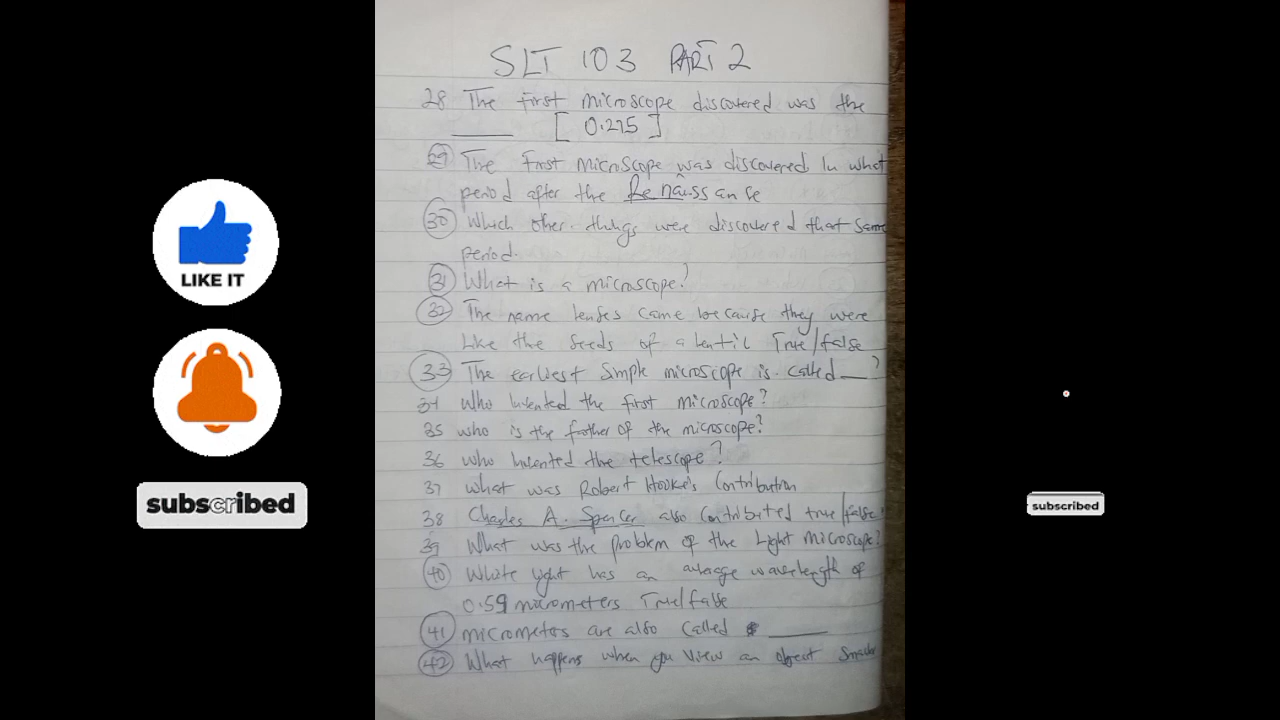 SLT 103 PART 2
28 The first microscope discovered was the
____ [ 0.275 ]
29 The First microscope was discovered in what
period after the Renaissanse
30 Which other things were discovered that same
period.
31 What is a microscope?
32 The name lenses came because they were
like the seeds of a lentil True/false
33 The earliest simple microscope is called __?
34 Who invented the first microscope?
35 who is the father of the microscope?
36 who invented the telescope?
37 what was Robert Hooke's Contribution
38 Charles A. Spencer also contributed true/false
39 What was the problem of the Light microscope?
40 White light has an average wavelength of
0.59 micrometers True/false
41 micrometers are also called ____
42 What happens when you view an object smaller
LIKE IT
subscribed
subscribed